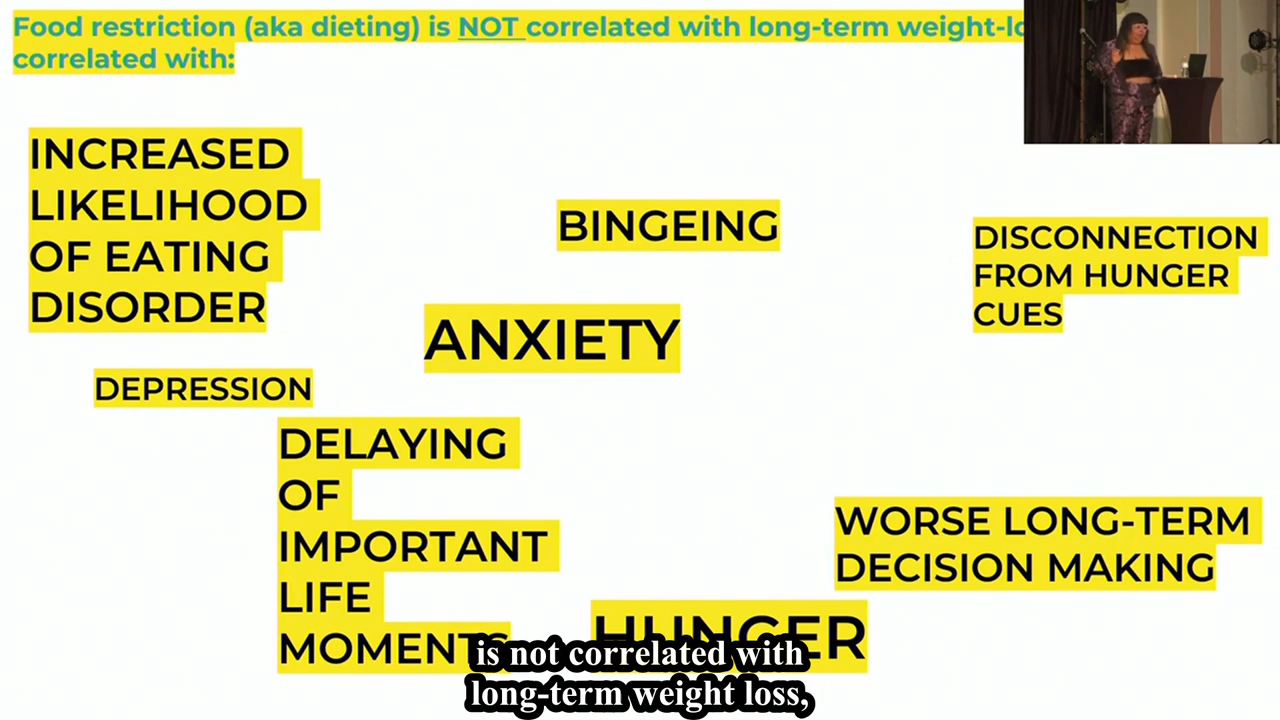 Food restriction (aka dieting) is NOT correlated with long-term weight-lo
correlated with:
INCREASED
LIKELIHOOD
OF EATING
DISORDER
BINGEING
DISCONNECTION
FROM HUNGER
CUES
ANXIETY
DEPRESSION
DELAYING
OF
IMPORTANT
LIFE
MOMENTS
WORSE LONG-TERM
DECISION MAKING
HUNGER
is not correlated with
long-term weight loss,